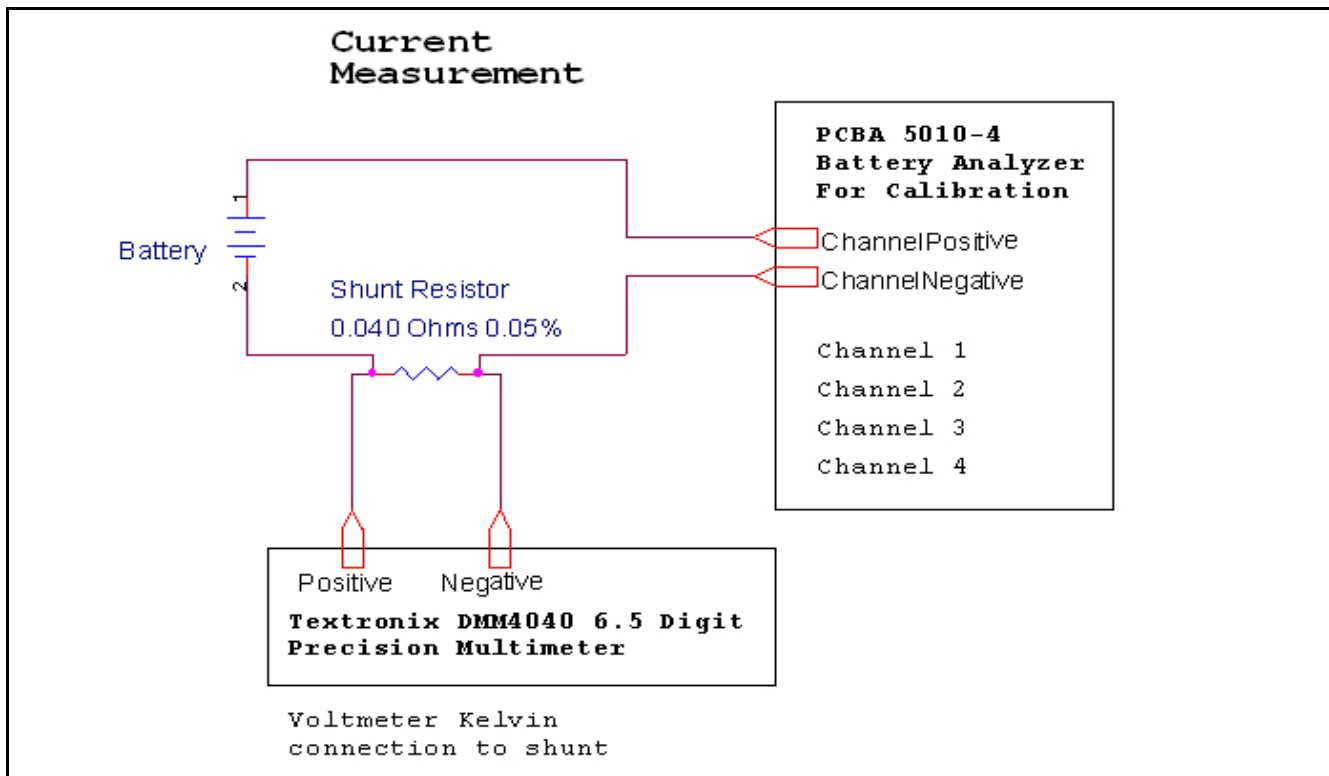 Current
Measurement
PCBA 5010-4
Battery Analyzer
For Calibration
1
Battery
2
ChannelPositive
ChannelNegative
Shunt Resistor
0.040 Ohms 0.05%
Channel 1
Channel 2
Channel 3
Channel 4
Positive
Negative
Textronix DMM4040 6.5 Digit
Precision Multimeter
Voltmeter Kelvin
connection to shunt